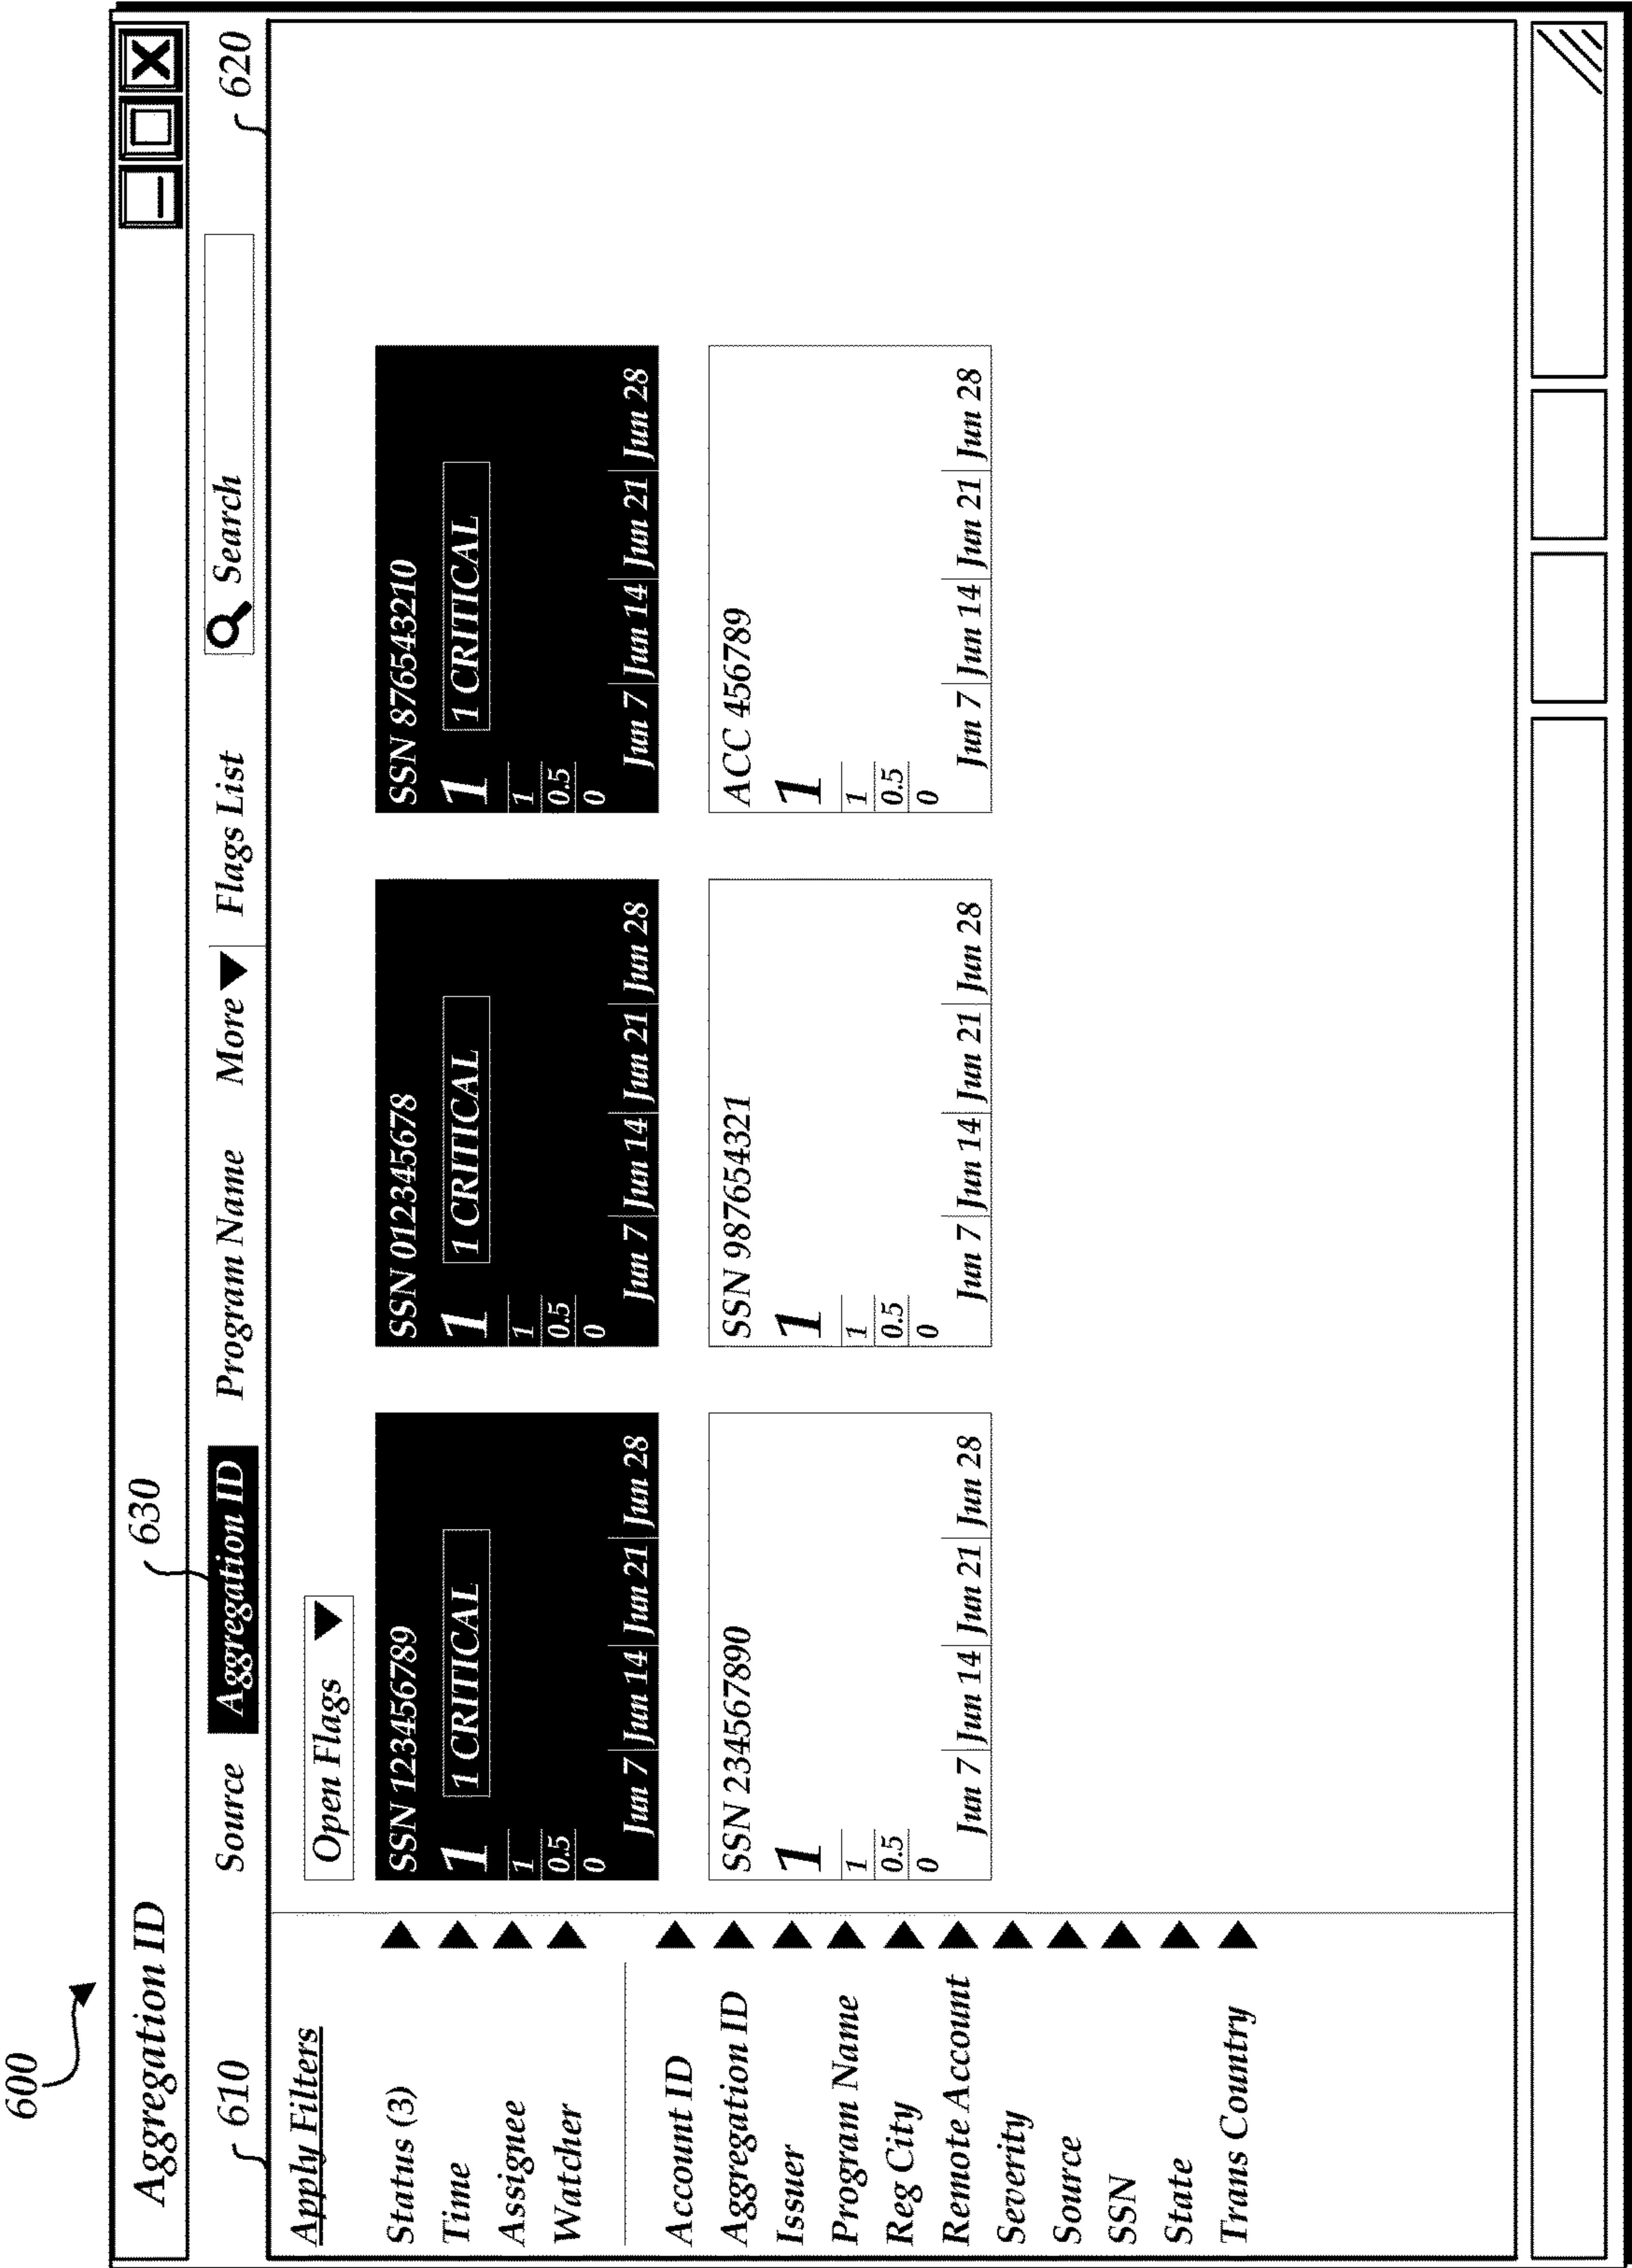 600
Aggregation ID
630
610
Source Aggregation ID Program Name More Flags List Search
620
Apply Filters
Status (3)
Time
Assignee
Watcher
Account ID
Aggregation ID
Issuer
Program Name
Reg City
Remote Account
Severity
Source
SSN
State
Trans Country
Open Flags
SSN 123456789
1 1 CRITICAL
1
0.5
0
Jun 7 Jun 14 Jun 21 Jun 28
SSN 012345678
1 1 CRITICAL
1
0.5
0
Jun 7 Jun 14 Jun 21 Jun 28
SSN 876543210
1 1 CRITICAL
1
0.5
0
Jun 7 Jun 14 Jun 21 Jun 28
SSN 234567890
1
1
0.5
0
Jun 7 Jun 14 Jun 21 Jun 28
SSN 987654321
1
1
0.5
0
Jun 7 Jun 14 Jun 21 Jun 28
ACC 456789
1
1
0.5
0
Jun 7 Jun 14 Jun 21 Jun 28